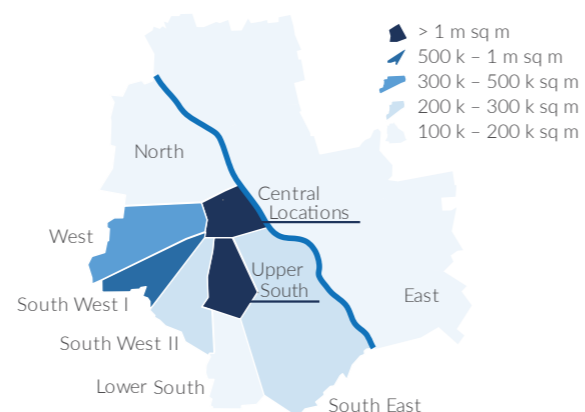 > 1 m sq m
500 k – 1 m sq m
300 k – 500 k sq m
200 k – 300 k sq m
100 k – 200 k sq m
North
Central
Locations
West
Upper
South
East
South West I
South West II
Lower South
South East